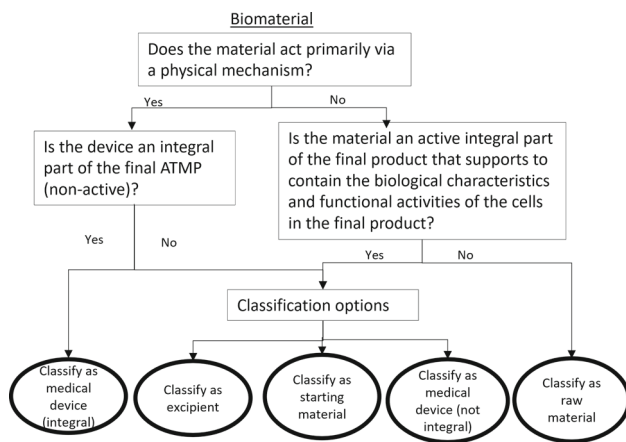 Biomaterial
Does the material act primarily via
a physical mechanism?
Yes
No
Is the device an integral
part of the final ATMP
(non-active)?
Is the material an active integral part
of the final product that supports to
contain the biological characteristics
and functional activities of the cells
in the final product?
Yes
No
Yes
No
Classification options
Classify as
medical
device
(integral)
Classify as
excipient
Classify as
starting
material
Classify as
medical
device (not
integral)
Classify as
raw
material